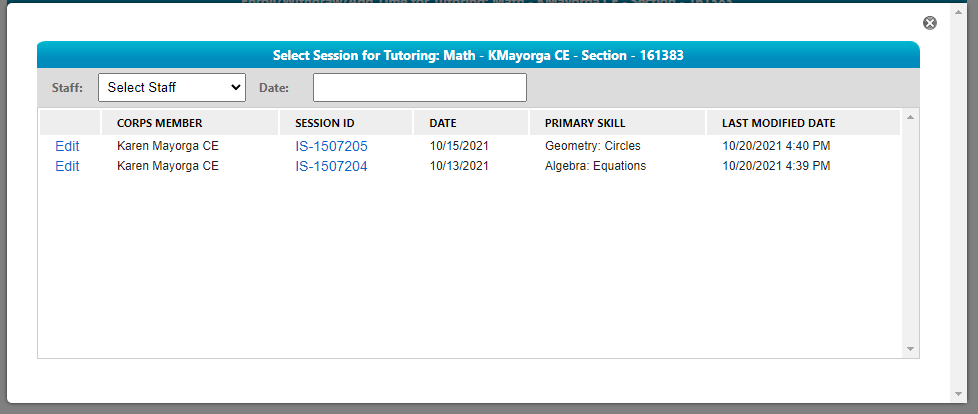 Select Session for Tutoring: Math - KMayorga CE - Section - 161383
Staff: Select Staff Date:
CORPS MEMBER SESSION ID DATE PRIMARY SKILL LAST MODIFIED DATE
Edit Karen Mayorga CE IS-1507205 10/15/2021 Geometry: Circles 10/20/2021 4:40 PM
Edit Karen Mayorga CE IS-1507204 10/13/2021 Algebra: Equations 10/20/2021 4:39 PM